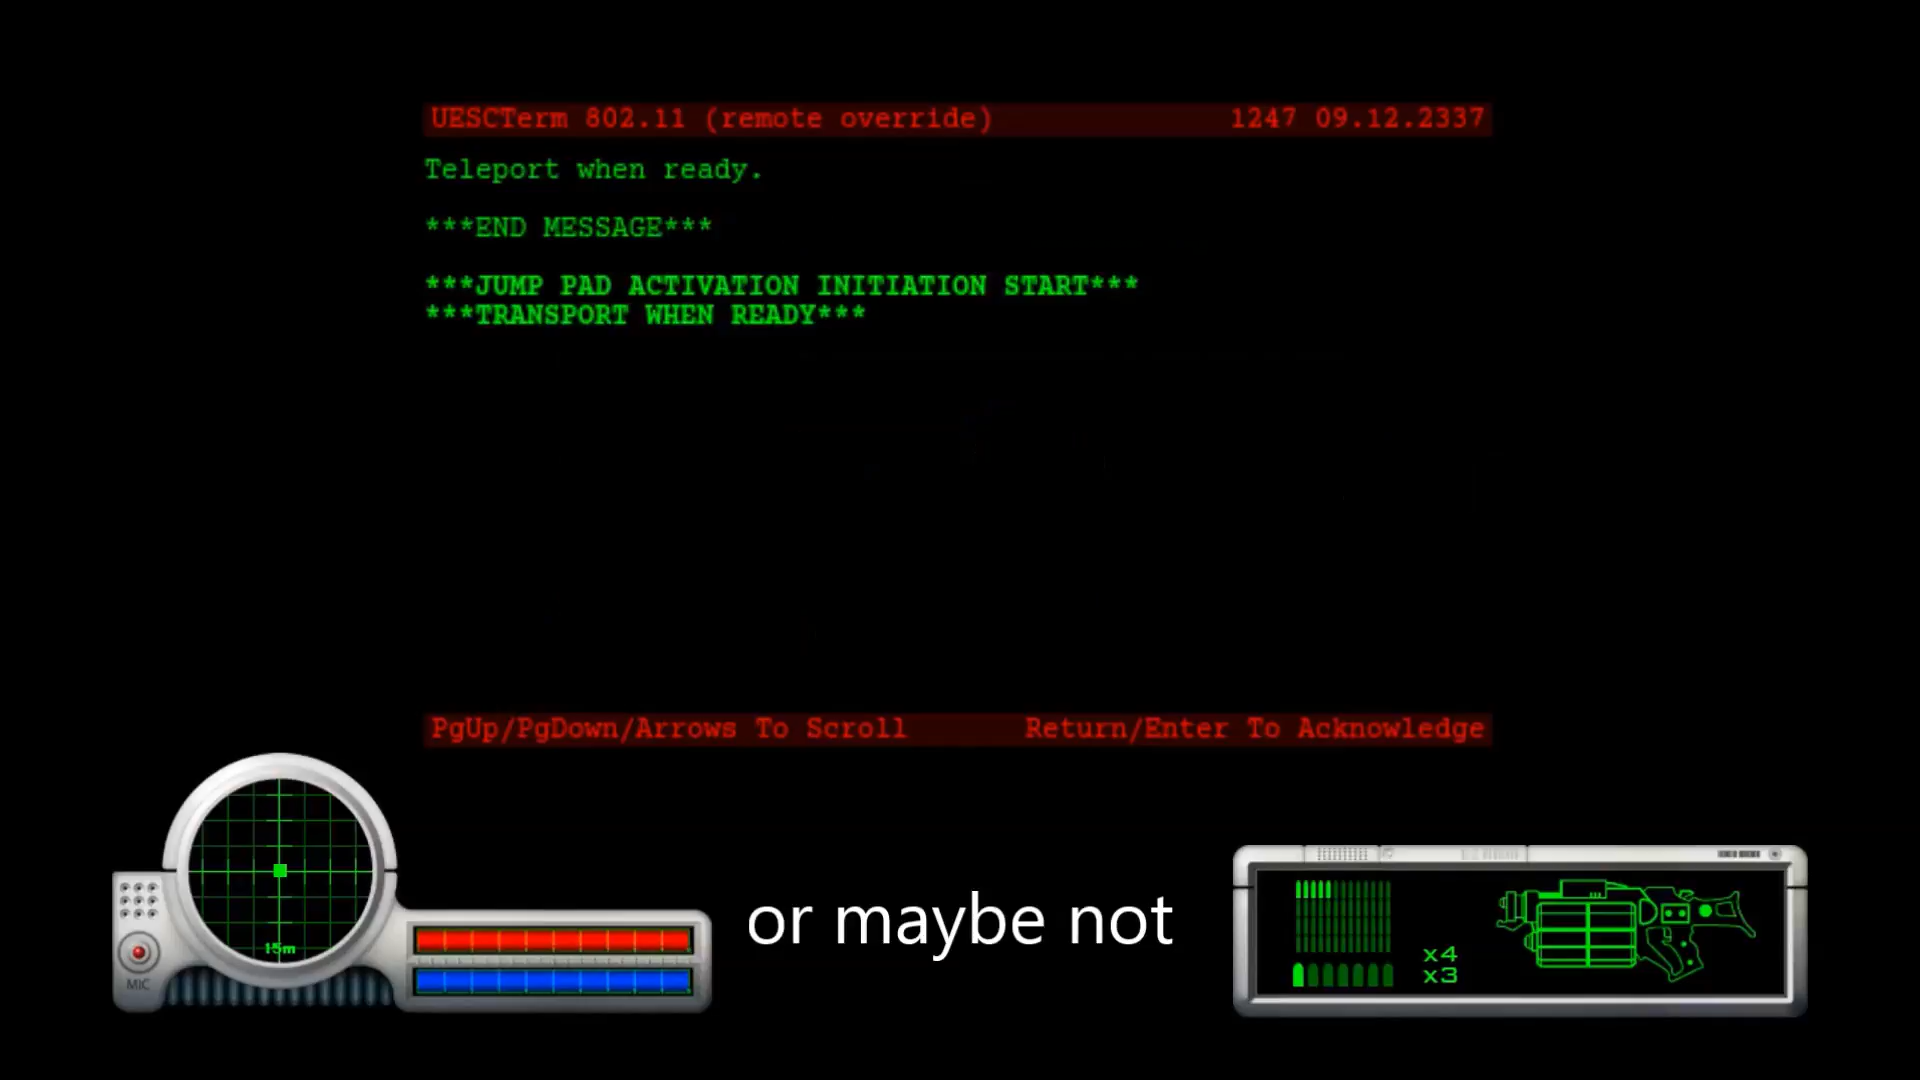 UESCTerm 802.11 (remote override) 1247 09.12.2337
Teleport when ready.
***END MESSAGE***
***JUMP PAD ACTIVATION INITIATION START***
***TRANSPORT WHEN READY***
PgUp/PgDown/Arrows To Scroll Return/Enter To Acknowledge
15m
MIC
or maybe not
x4
x3